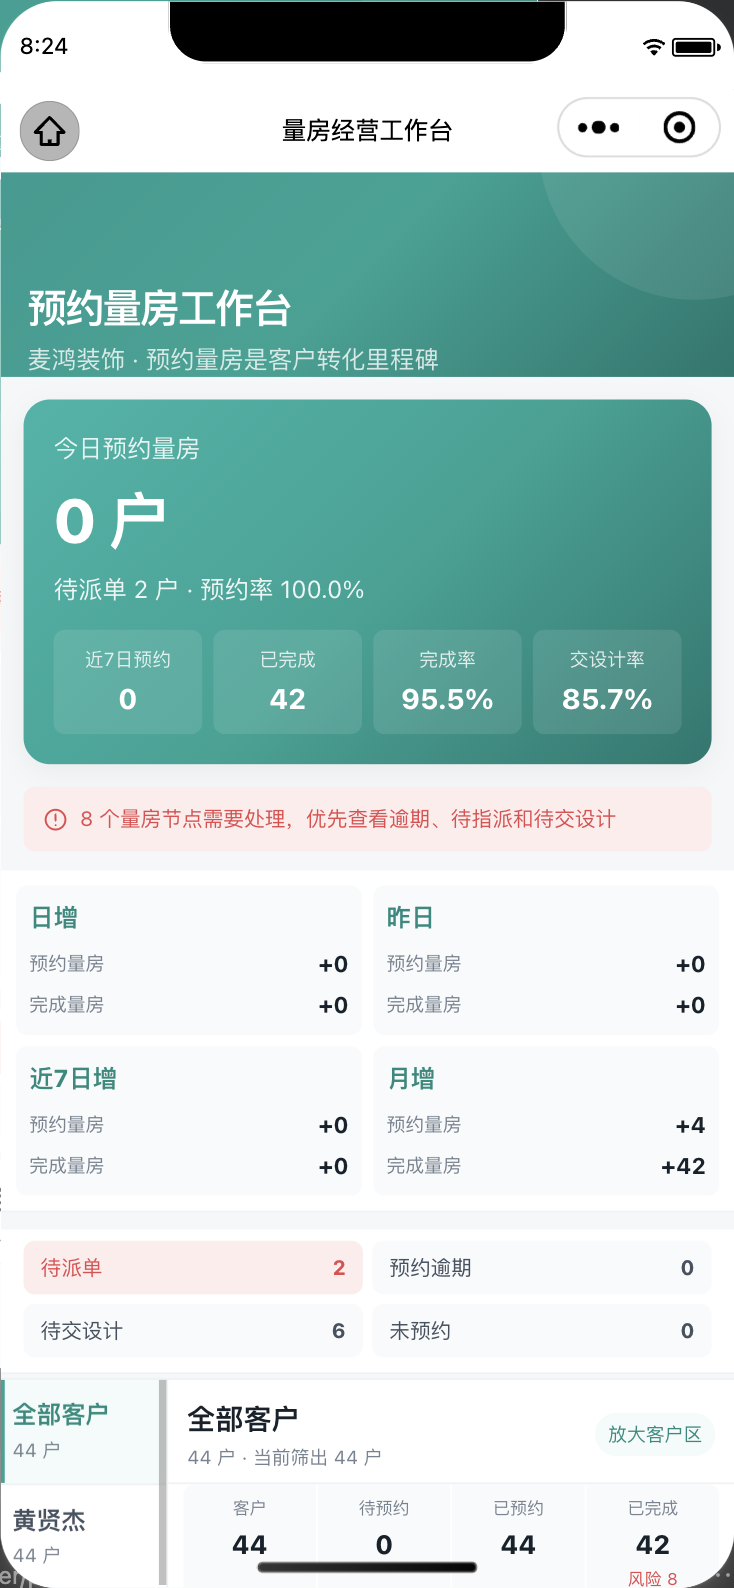 8:24
量房经营工作台
预约量房工作台
麦鸿装饰 · 预约量房是客户转化里程碑
今日预约量房
0 户
待派单 2 户 · 预约率 100.0%
近7日预约 已完成 完成率 交设计率
0 42 95.5% 85.7%
8 个量房节点需要处理，优先查看逾期、待指派和待交设计
日增 昨日
预约量房 +0 预约量房 +0
完成量房 +0 完成量房 +0
近7日增 月增
预约量房 +0 预约量房 +4
完成量房 +0 完成量房 +42
待派单 2 预约逾期 0
待交设计 6 未预约 0
全部客户
44 户
黄贤杰
44 户
全部客户
44 户 · 当前筛出 44 户
放大客户区
客户 待预约 已预约 已完成
44 0 44 42
风险 8